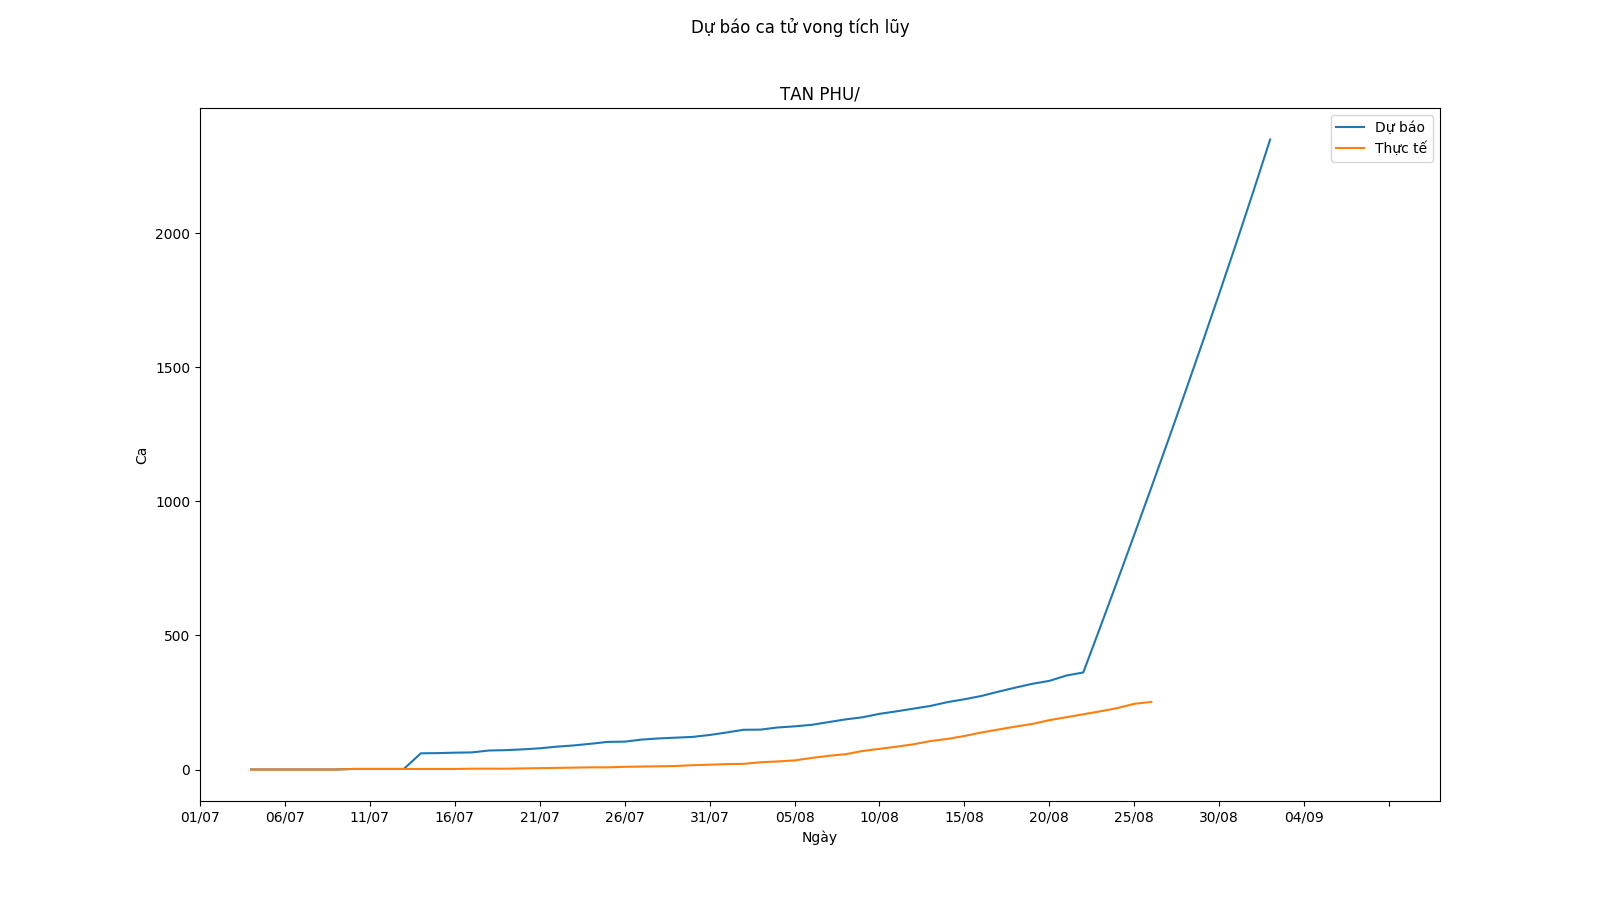 Dự báo ca tử vong tích lũy
TAN PHU/
Dự báo
Thực tế
Ca
2000
1500
1000
500
0
01/07 06/07 11/07 16/07 21/07 26/07 31/07 05/08 10/08 15/08 20/08 25/08 30/08 04/09
Ngày